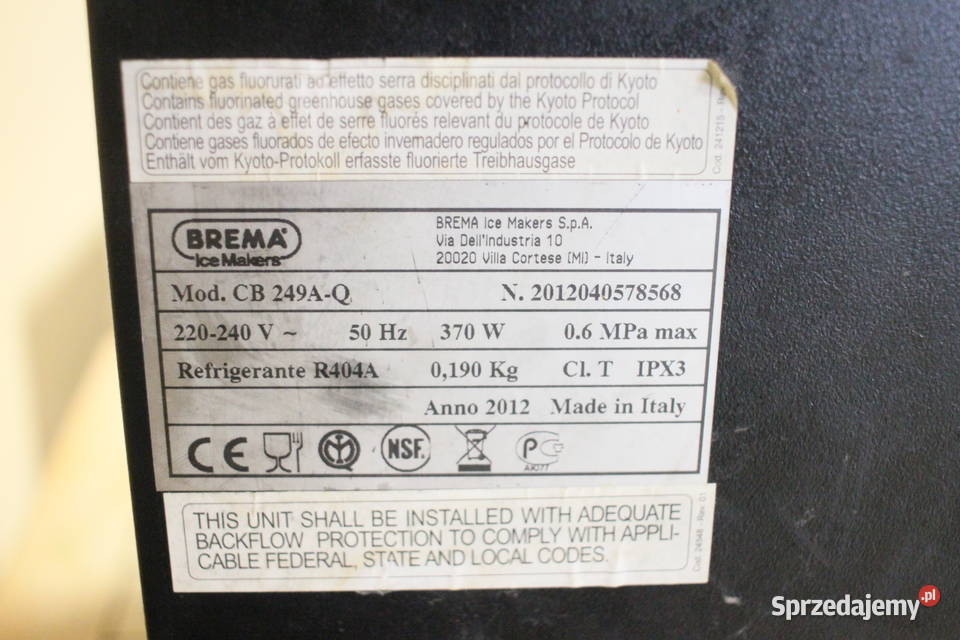 Contiene gas fluorurati ad effetto serra disciplinati dal protocollo di Kyoto
Contains fluorinated greenhouse gases covered by the Kyoto Protocol
Contient des gaz à effet de serre fluorés relevant du protocole de Kyoto
Contiene gases fluorados de efecto invernadero regulados por el Protocolo de Kyoto
Enthält vom Kyoto-Protokoll erfasste fluorierte Treibhausgase
Cod. 241215 - 
BREMA
Ice Makers
BREMA Ice Makers S.p.A.
Via Dell'Industria 10
20020 Villa Cortese (MI) - Italy
Mod. CB 249A-Q N. 2012040578568
220-240 V ~ 50 Hz 370 W 0.6 MPa max
Refrigerante R404A 0,190 Kg Cl. T IPX3
Anno 2012 Made in Italy
CE NSF. PC
THIS UNIT SHALL BE INSTALLED WITH ADEQUATE
BACKFLOW PROTECTION TO COMPLY WITH APPLI-
CABLE FEDERAL, STATE AND LOCAL CODES.
Rev. 01
Sprzedajemy.pl